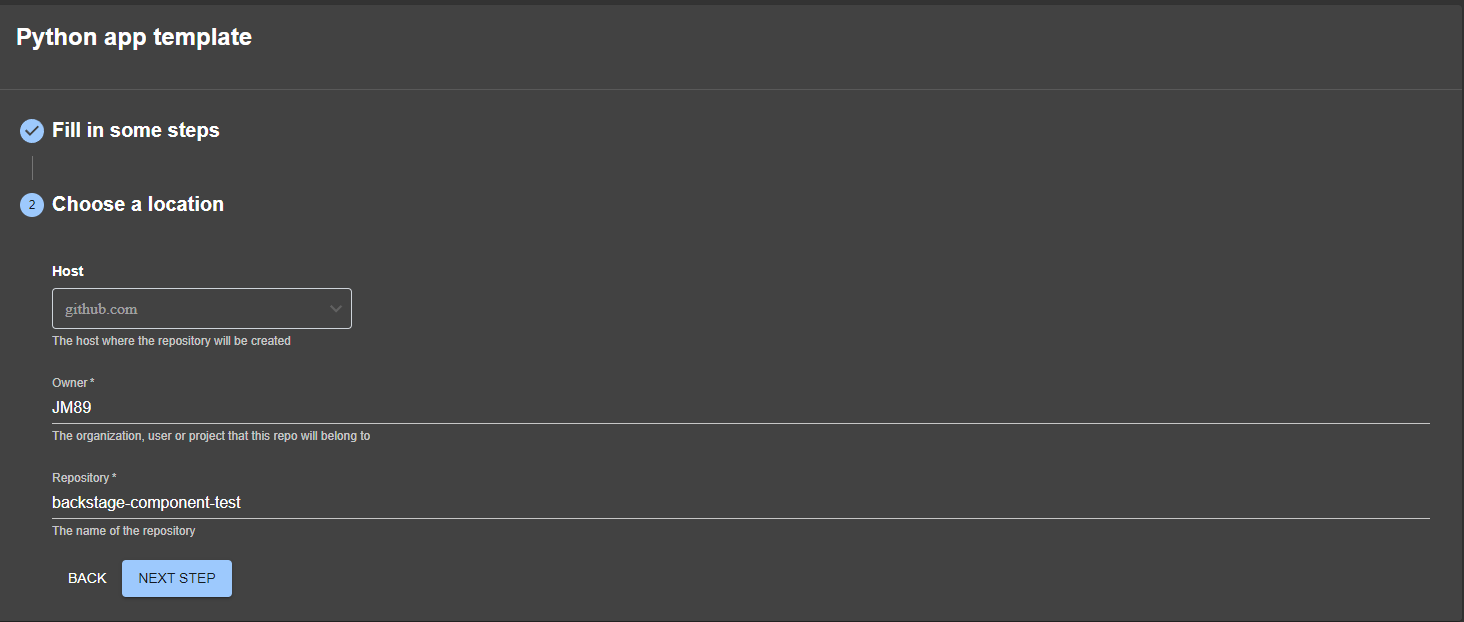 Python app template
Fill in some steps
2 Choose a location
Host
github.com
The host where the repository will be created
Owner *
JM89
The organization, user or project that this repo will belong to
Repository *
backstage-component-test
The name of the repository
BACK NEXT STEP